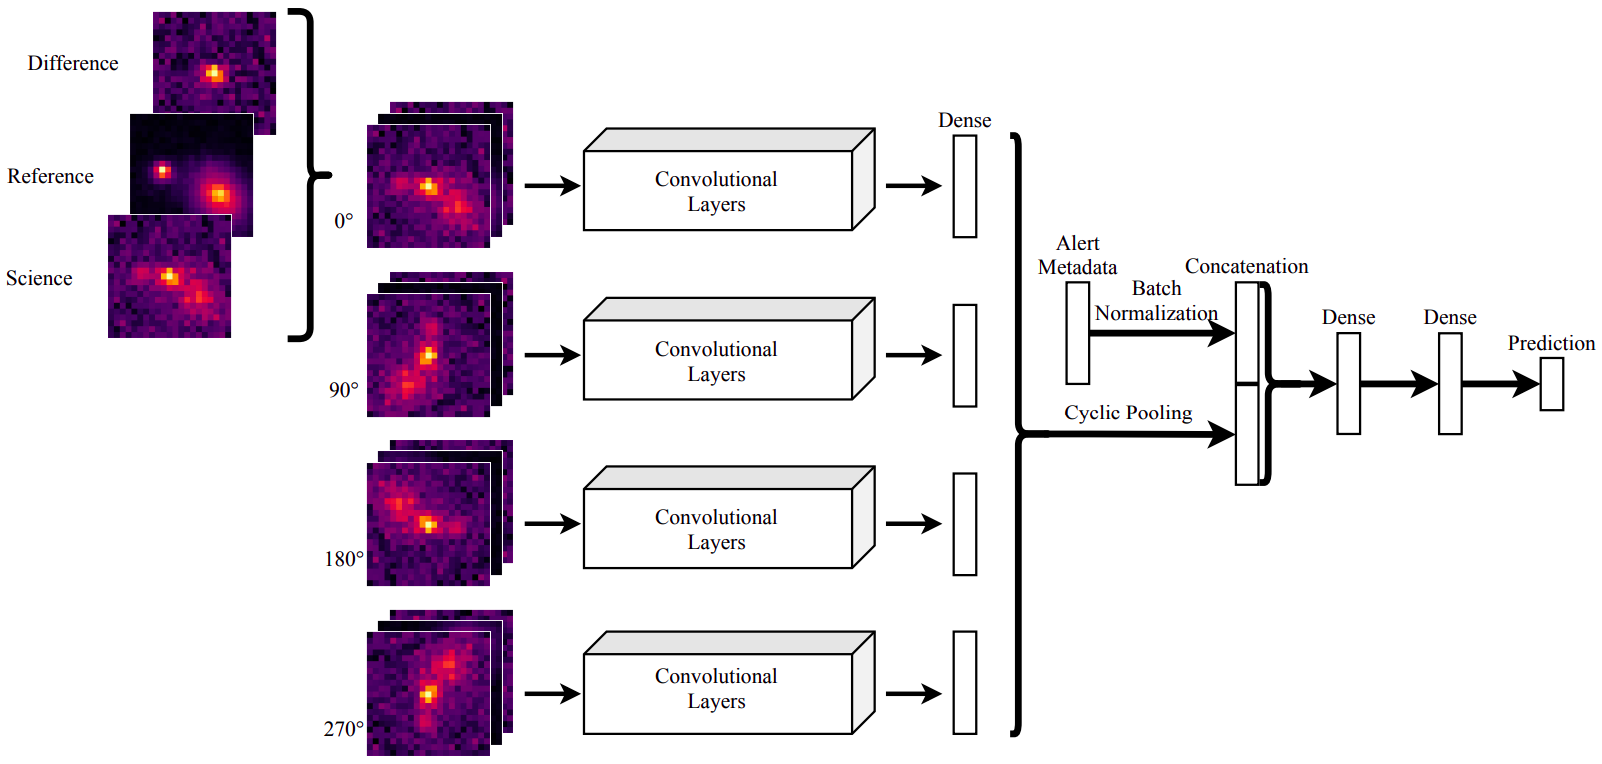 Difference
Reference
Science
0°
90°
180°
270°
Convolutional
Layers
Convolutional
Layers
Convolutional
Layers
Convolutional
Layers
Dense
Alert
Metadata
Batch
Normalization
Cyclic Pooling
Concatenation
Dense
Dense
Prediction